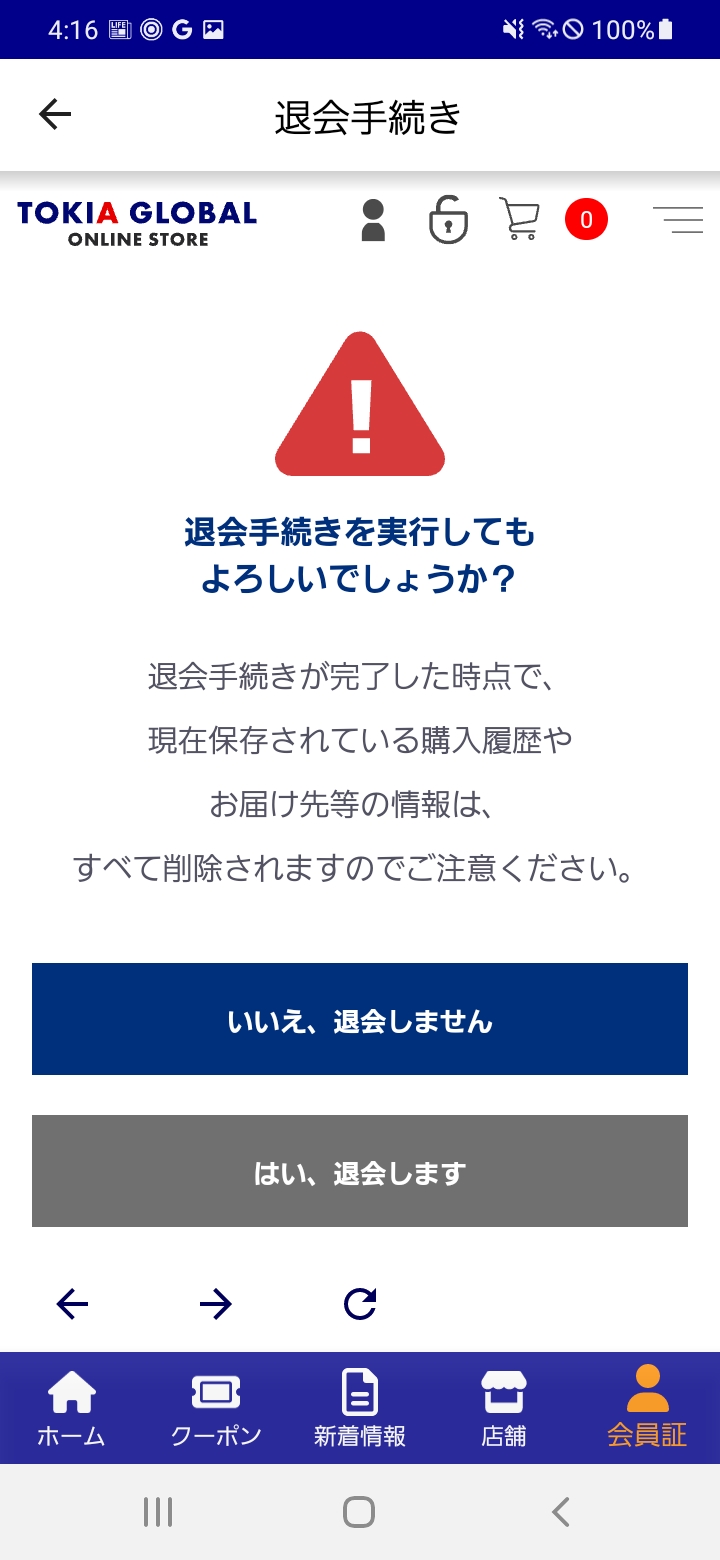 4:16
100%
退会手続き
TOKIA GLOBAL
ONLINE STORE
0
退会手続きを実行しても
よろしいでしょうか？
退会手続きが完了した時点で、
現在保存されている購入履歴や
お届け先等の情報は、
すべて削除されますのでご注意ください。
いいえ、退会しません
はい、退会します
ホーム
クーポン
新着情報
店舗
会員証